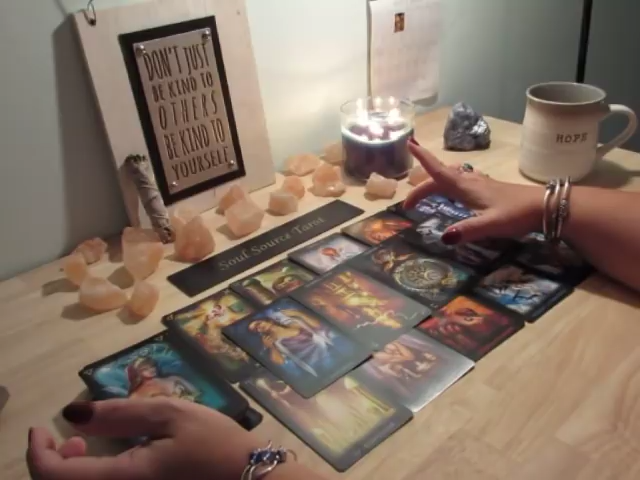 DON'T JUST
BE KIND TO
OTHERS
BE KIND TO
YOURSELF
HOPE
Soul Source Tarot